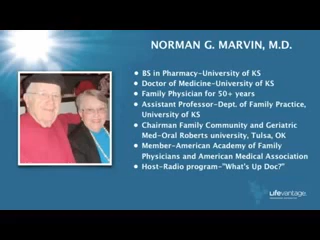 NORMAN G. MARVIN, M.D.
• BS in Pharmacy-University of KS
• Doctor of Medicine-University of KS
• Family Physician for 50+ years
• Assistant Professor-Dept. of Family Practice,
University of KS
• Chairman Family Community and Geriatric
Med-Oral Roberts university, Tulsa, OK
• Member-American Academy of Family
Physicians and American Medical Association
• Host-Radio program-"What's Up Doc?"
lifevantage